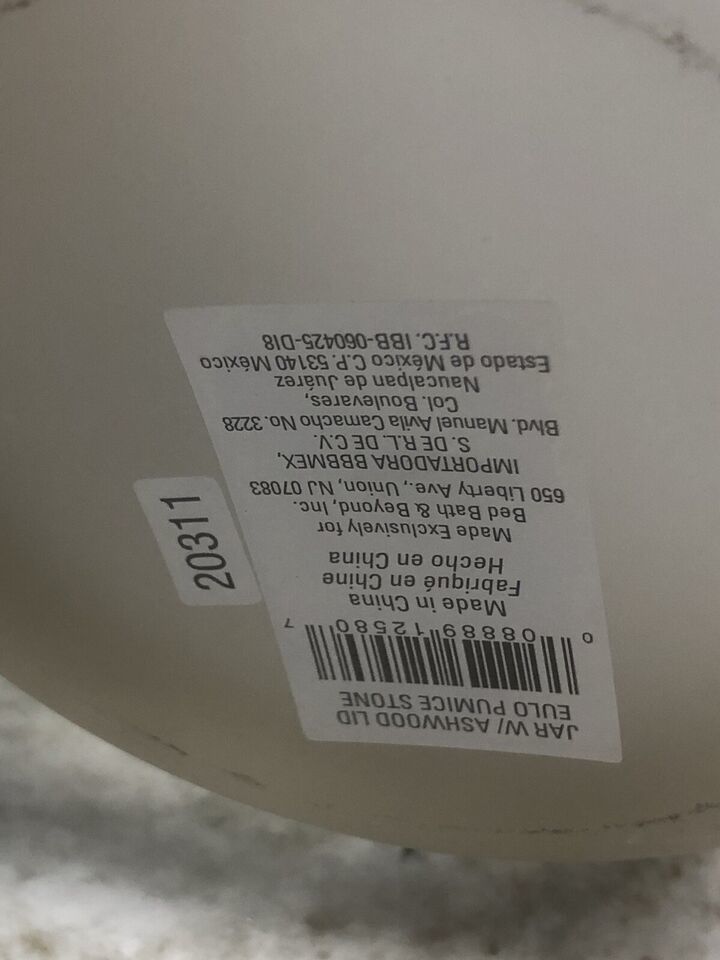 JAR W/ ASHWOOD LID
EULO PUMICE STONE
0 08889 12580 7
Made in China
Fabriqué en Chine
Hecho en China
Made Exclusively for
Bed Bath & Beyond, Inc.
650 Liberty Ave., Union, NJ 07083
IMPORTADORA BBBMEX,
S. DE R.L. DE C.V.
Blvd. Manuel Avila Camacho No. 3228
Col. Boulevares,
Naucalpan de Juárez
Estado de México C.P. 53140 México
R.F.C. IBB-060425-DI8
20311